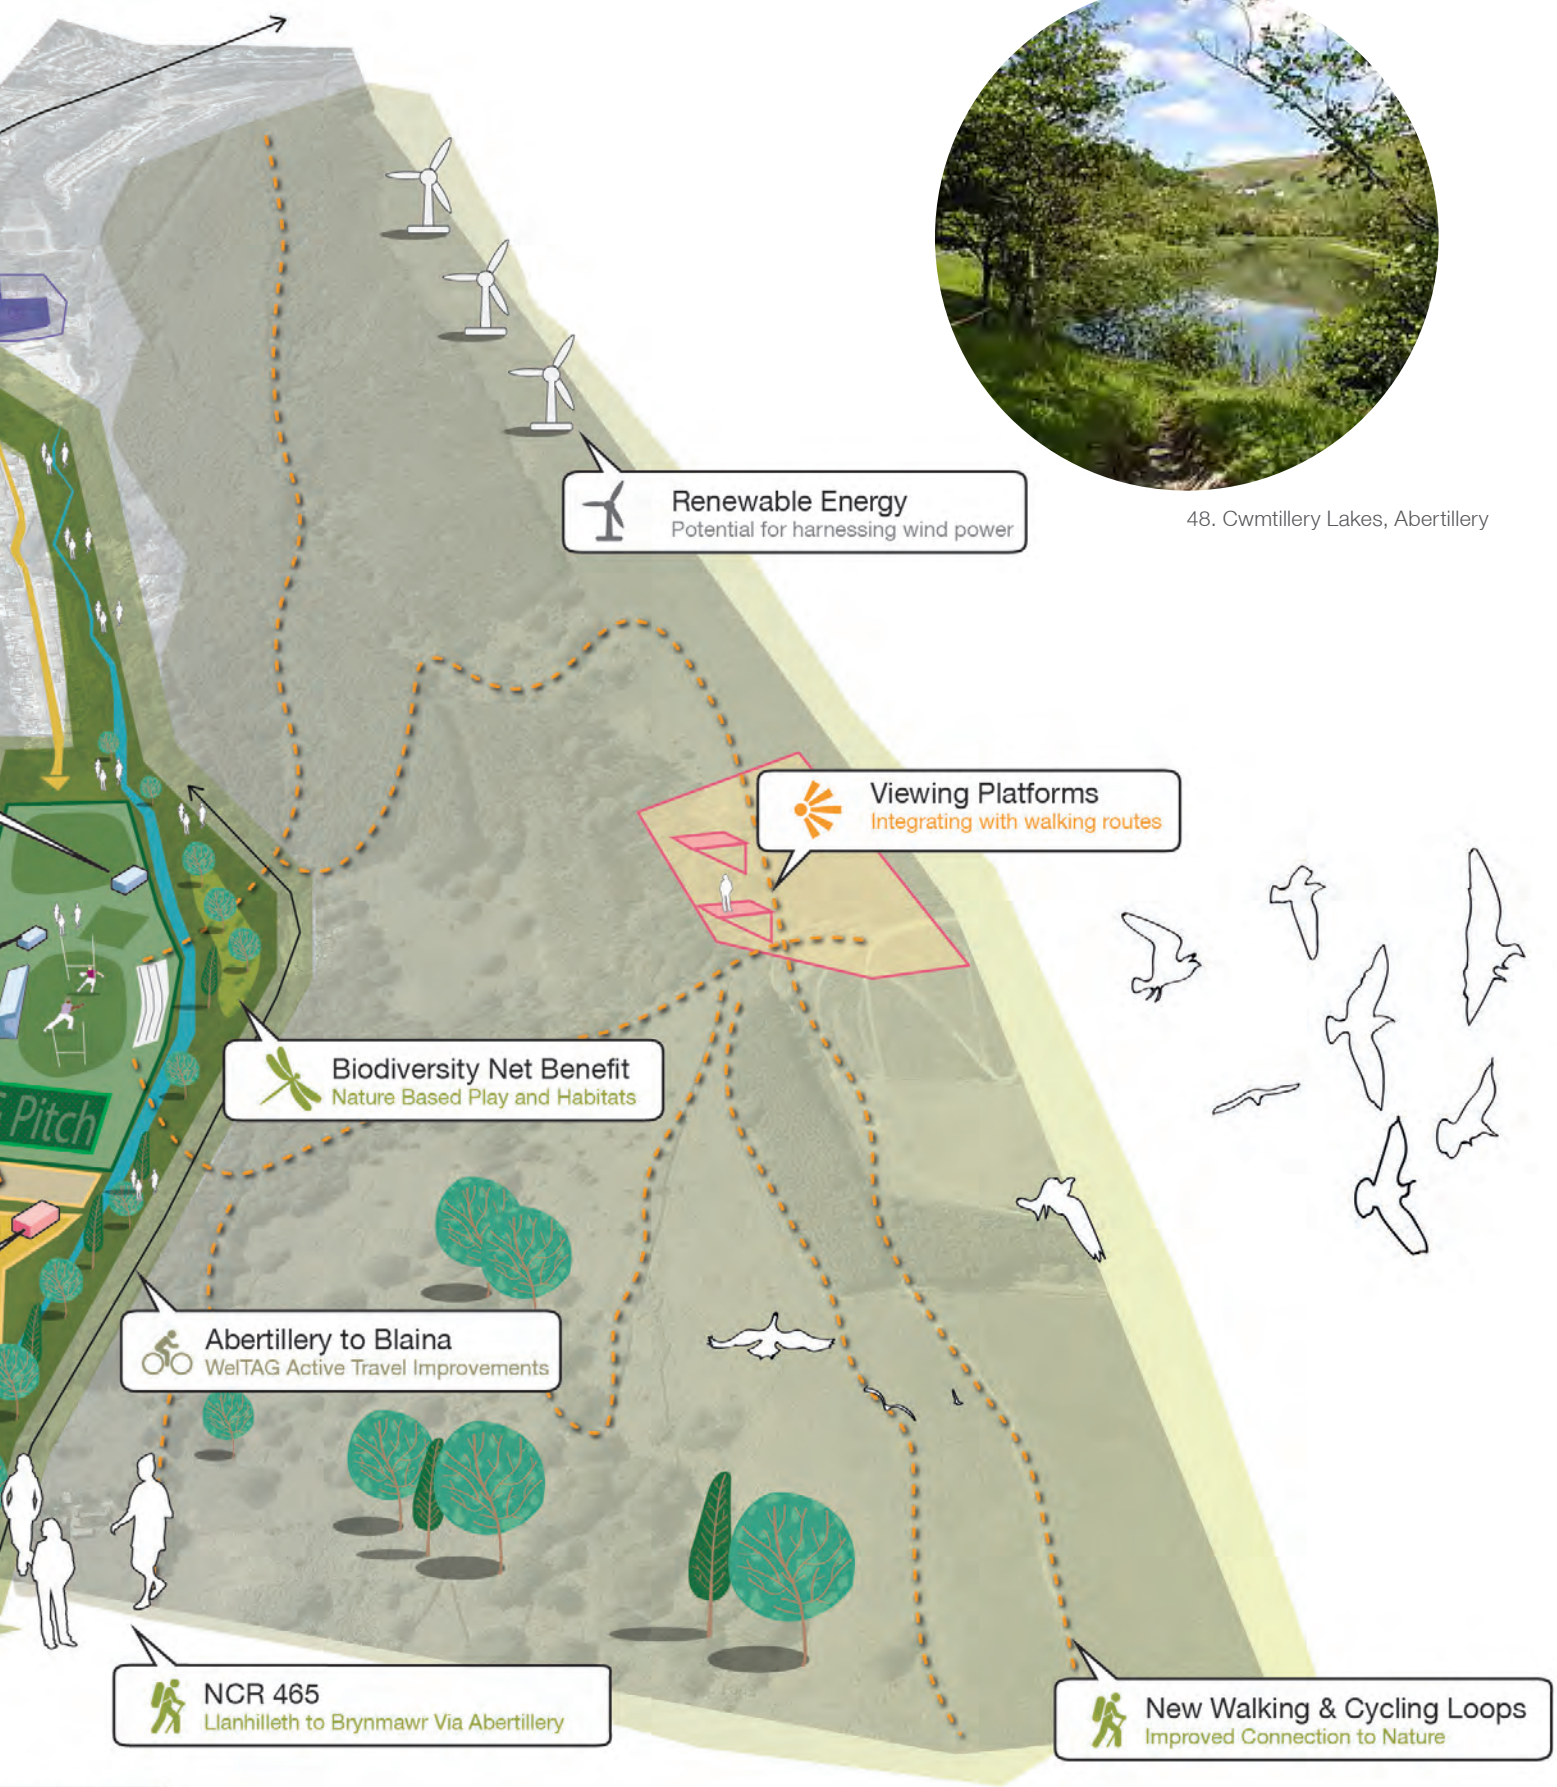 48. Cwmtillery Lakes, Abertillery
Renewable Energy
Potential for harnessing wind power
Viewing Platforms
Integrating with walking routes
Biodiversity Net Benefit
Nature Based Play and Habitats
Pitch
Abertillery to Blaina
WelTAG Active Travel Improvements
NCR 465
Llanhilleth to Brynmawr Via Abertillery
New Walking & Cycling Loops
Improved Connection to Nature